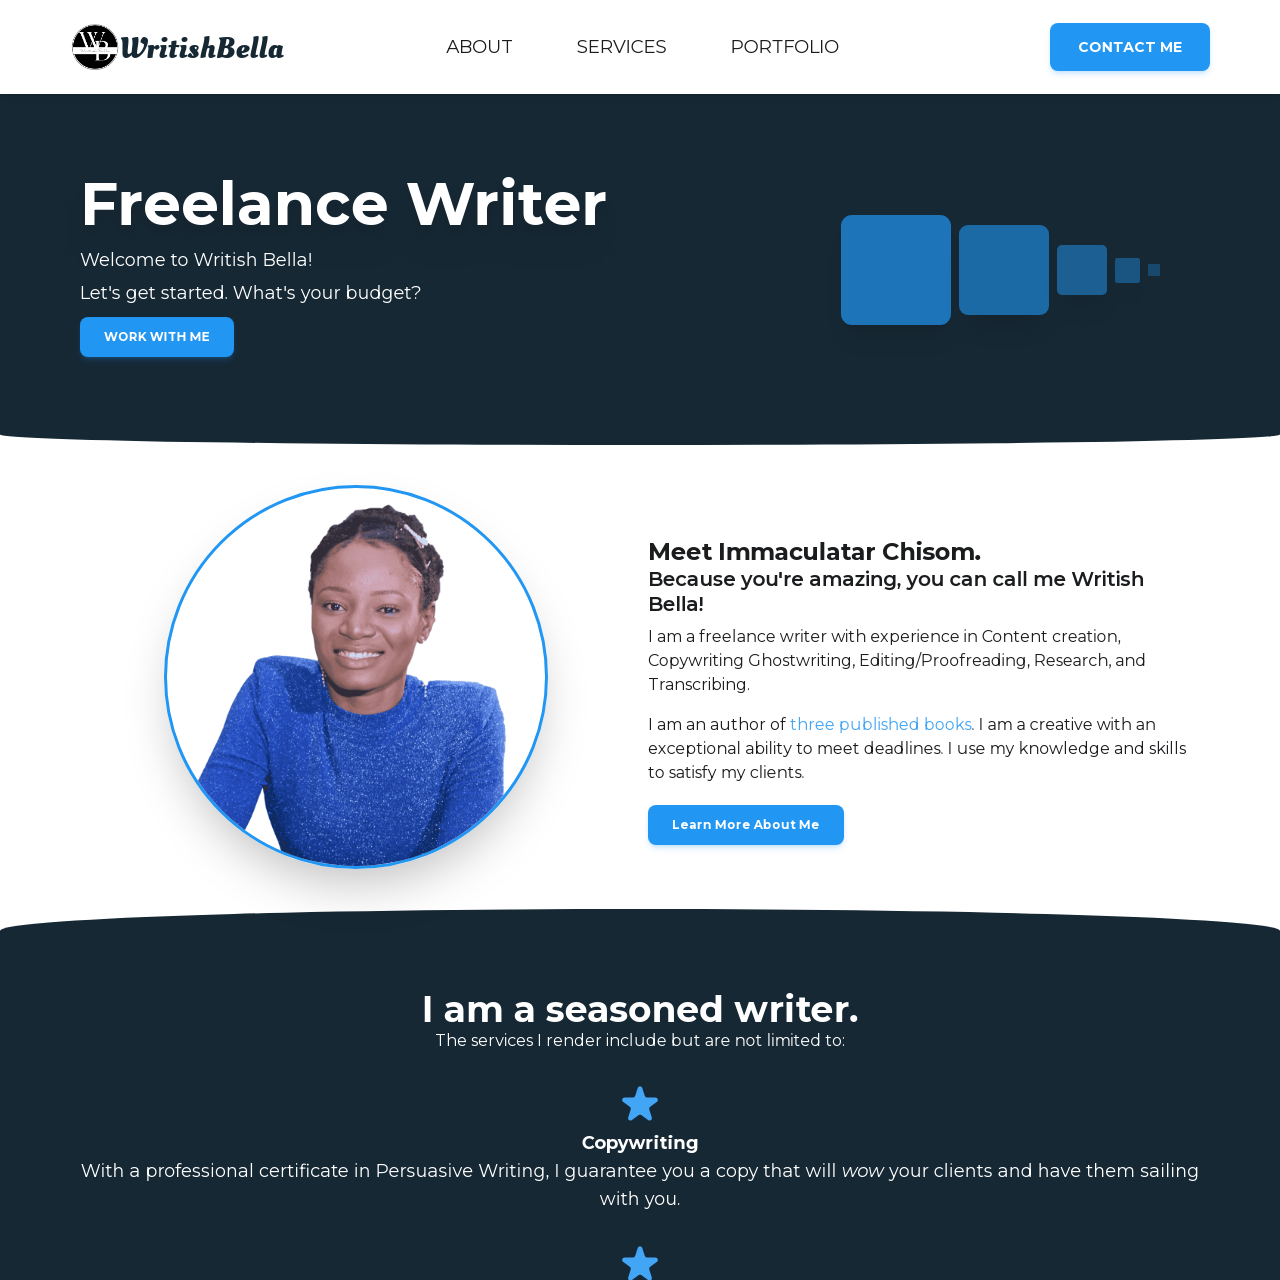 WB WritishBella
ABOUT
SERVICES
PORTFOLIO
CONTACT ME
Freelance Writer
Welcome to Writish Bella!
Let's get started. What's your budget?
WORK WITH ME
Meet Immaculatar Chisom.
Because you're amazing, you can call me Writish
Bella!
I am a freelance writer with experience in Content creation,
Copywriting Ghostwriting, Editing/Proofreading, Research, and
Transcribing.
I am an author of three published books. I am a creative with an
exceptional ability to meet deadlines. I use my knowledge and skills
to satisfy my clients.
Learn More About Me
I am a seasoned writer.
The services I render include but are not limited to:
Copywriting
With a professional certificate in Persuasive Writing, I guarantee you a copy that will wow your clients and have them sailing
with you.